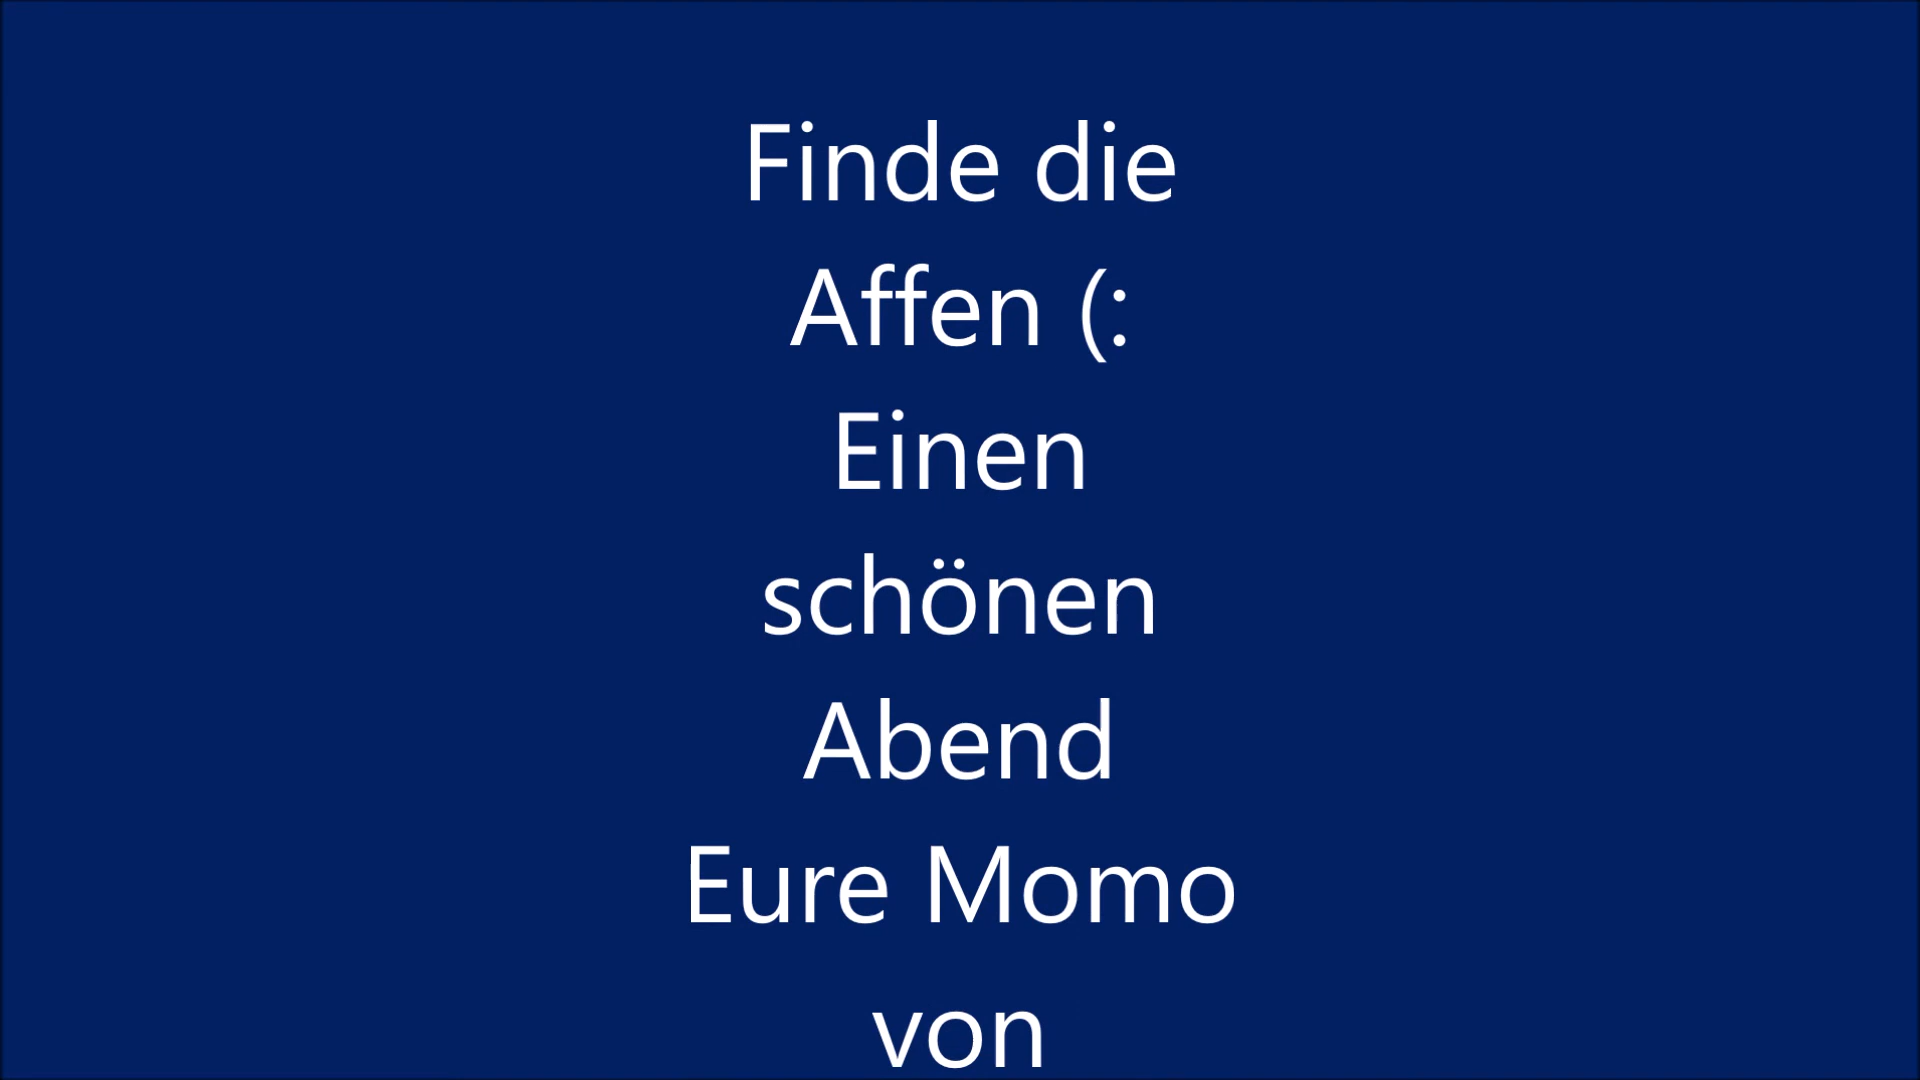 Finde die
Affen (:
Einen
schönen
Abend
Eure Momo
von